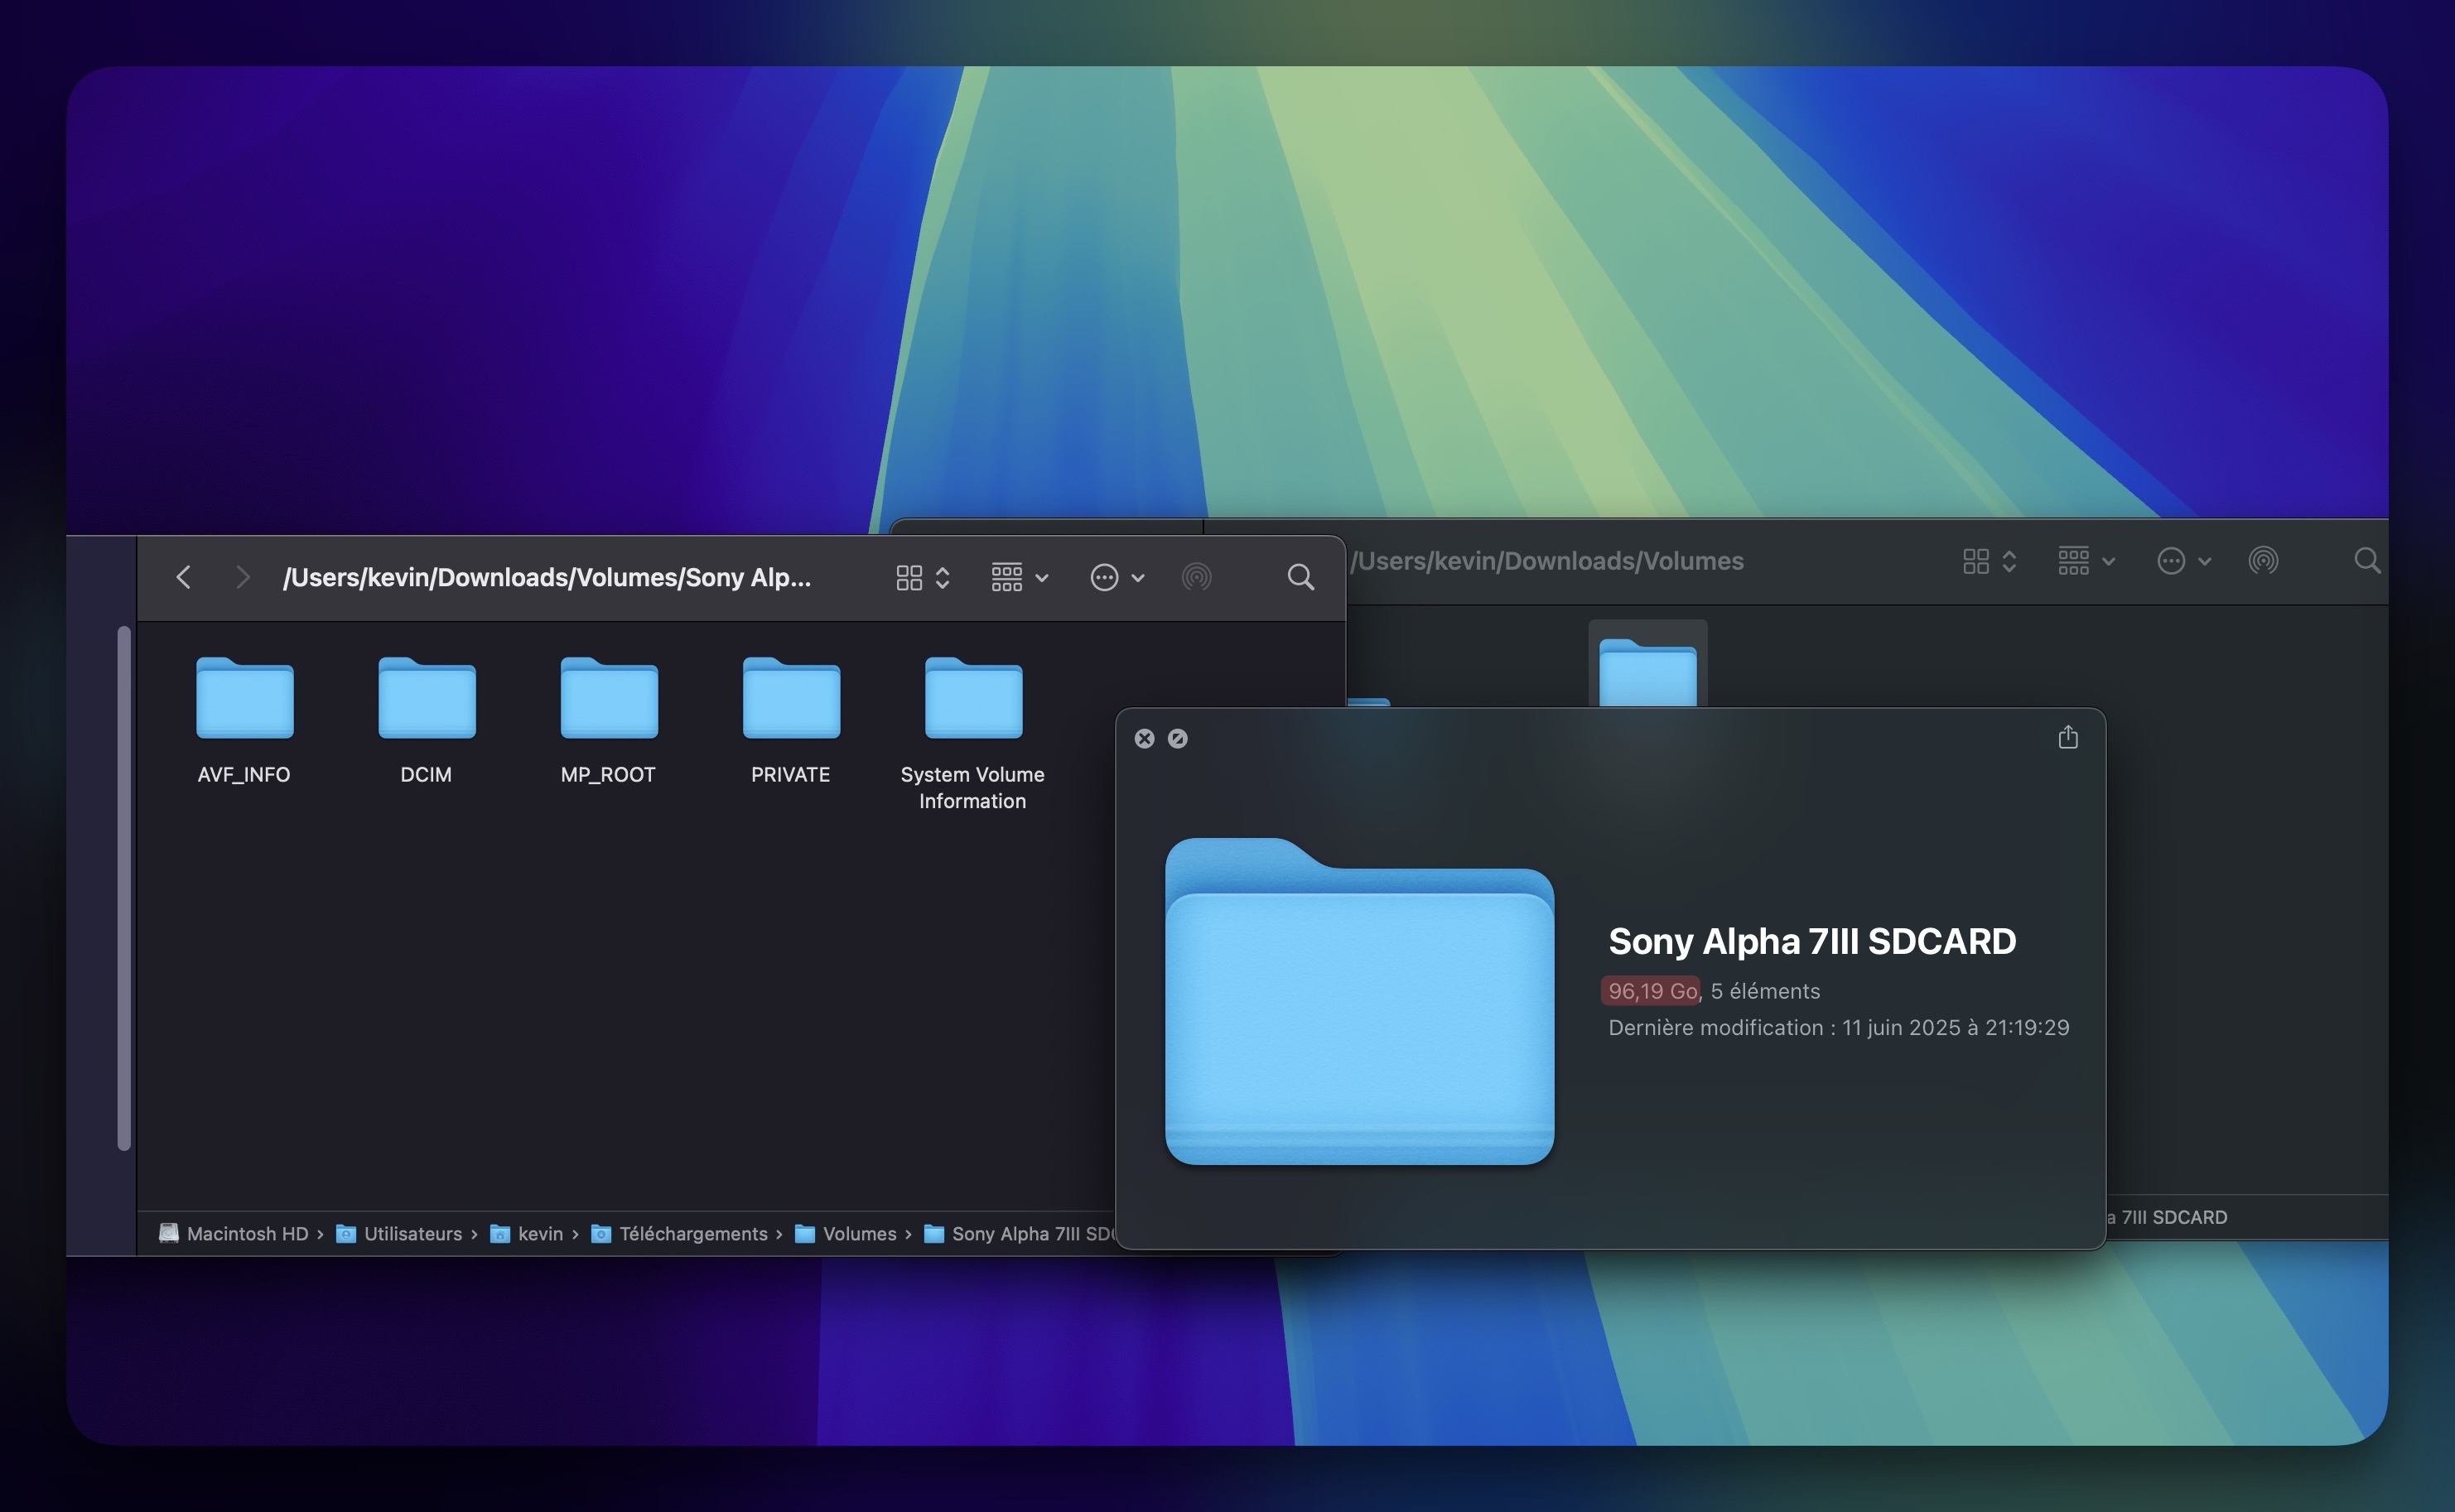 /Users/kevin/Downloads/Volumes/Sony Alp...
/Users/kevin/Downloads/Volumes
AVF_INFO
DCIM
MP_ROOT
PRIVATE
System Volume
Information
Sony Alpha 7III SDCARD
96,19 Go, 5 éléments
Dernière modification : 11 juin 2025 à 21:19:29
Macintosh HD › Utilisateurs › kevin › Téléchargements › Volumes › Sony Alpha 7III SDC
a 7III SDCARD